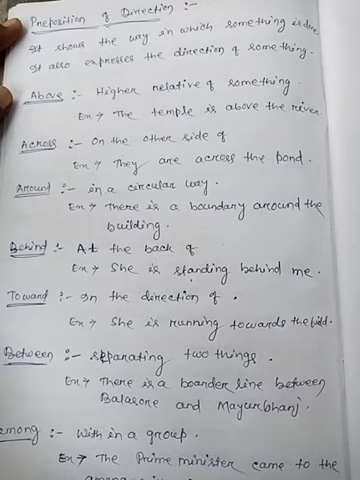 Preposition of Direction :-
It shows the way in which something is done.
It also expresses the direction of something.
Above :- Higher relative of something.
Ex → The temple is above the river.
Across :- On the other side of
Ex → They are across the pond.
Around :- in a circular way.
Ex → There is a boundary around the
building.
Behind :- At the back of
Ex → She is standing behind me.
Toward :- In the direction of .
Ex → She is running towards the
Between :- separating two things.
Ex → There is a boarder line between
Balasore and Mayurbhanj.
emong :- With in a group.
Ex → The Prime minister came to the